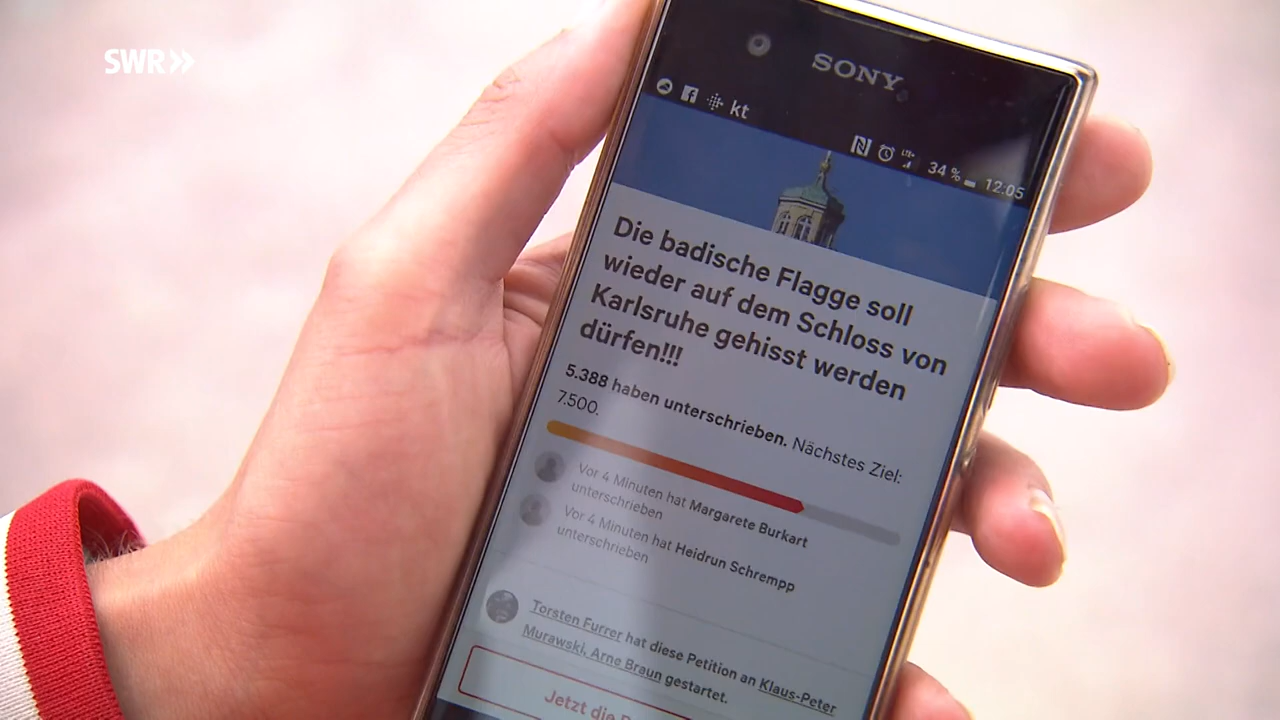 SWR
SONY
kt
34 %
12:05
Die badische Flagge soll
wieder auf dem Schloss von
Karlsruhe gehisst werden
dürfen!!!
5.388 haben unterschrieben. Nächstes Ziel:
7.500.
Vor 4 Minuten hat Margarete Burkart
unterschrieben
Vor 4 Minuten hat Heidrun Schrempp
unterschrieben
Torsten Furrer hat diese Petition an Klaus-Peter
Murawski, Arne Braun gestartet.
Jetzt die